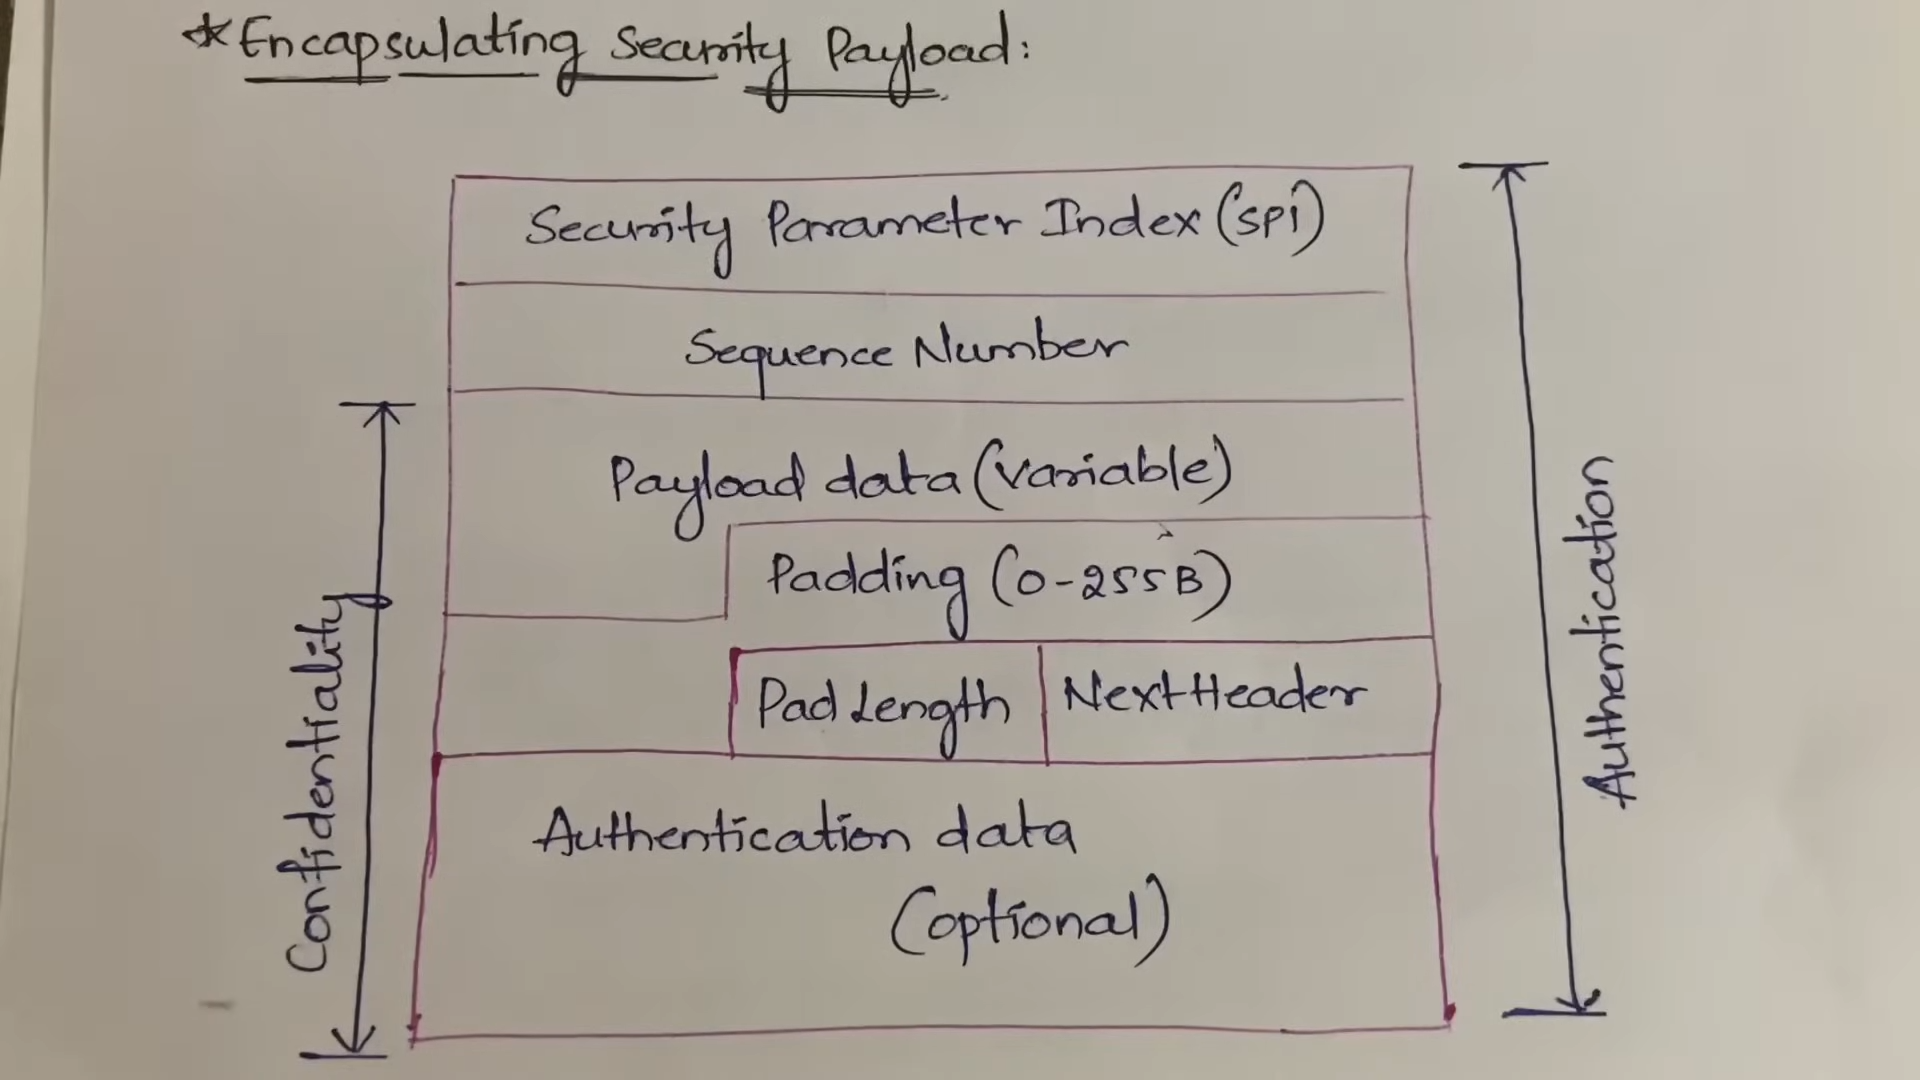 *Encapsulating Security Payload:
Security Parameter Index (SPI)
Sequence Number
Payload data (variable)
Padding (0-255B)
Pad Length
Next Header
Authentication data
(optional)
Confidentiality
Authentication